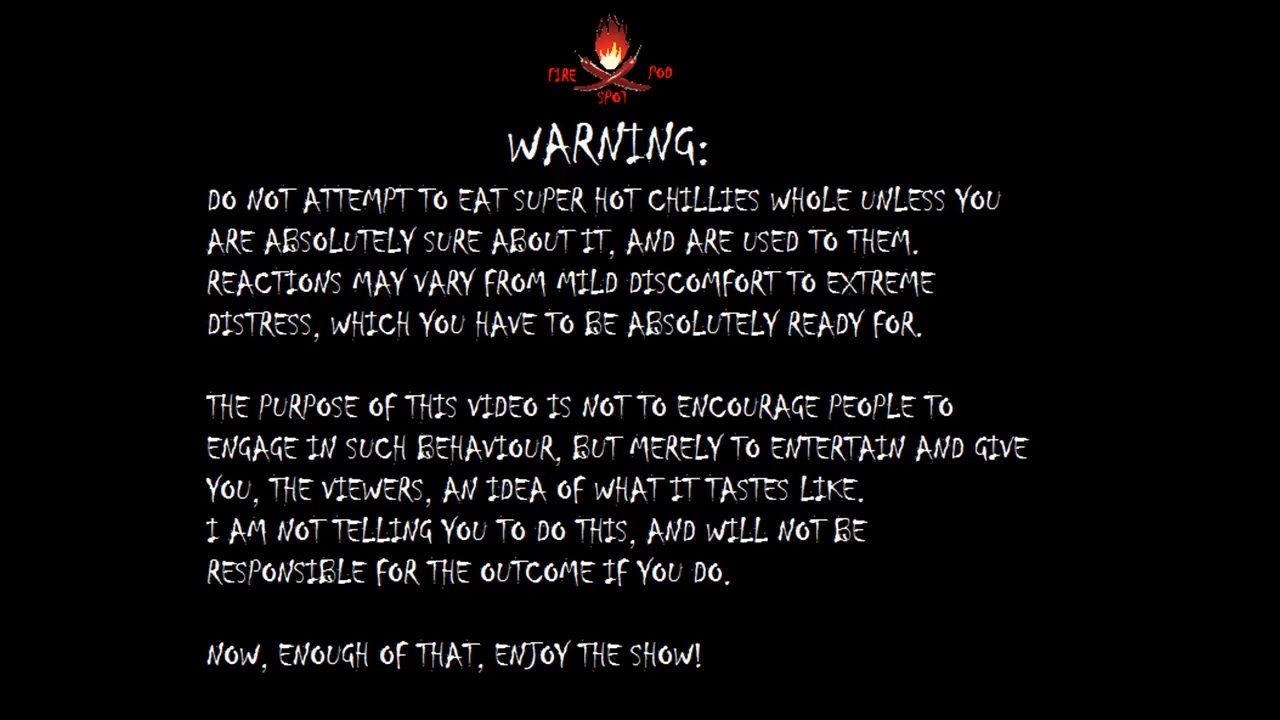 FIRE POD
SPOT
WARNING:
DO NOT ATTEMPT TO EAT SUPER HOT CHILLIES WHOLE UNLESS YOU
ARE ABSOLUTELY SURE ABOUT IT, AND ARE USED TO THEM.
REACTIONS MAY VARY FROM MILD DISCOMFORT TO EXTREME
DISTRESS, WHICH YOU HAVE TO BE ABSOLUTELY READY FOR.
THE PURPOSE OF THIS VIDEO IS NOT TO ENCOURAGE PEOPLE TO
ENGAGE IN SUCH BEHAVIOUR, BUT MERELY TO ENTERTAIN AND GIVE
YOU, THE VIEWERS, AN IDEA OF WHAT IT TASTES LIKE.
I AM NOT TELLING YOU TO DO THIS, AND WILL NOT BE
RESPONSIBLE FOR THE OUTCOME IF YOU DO.
NOW, ENOUGH OF THAT, ENJOY THE SHOW!